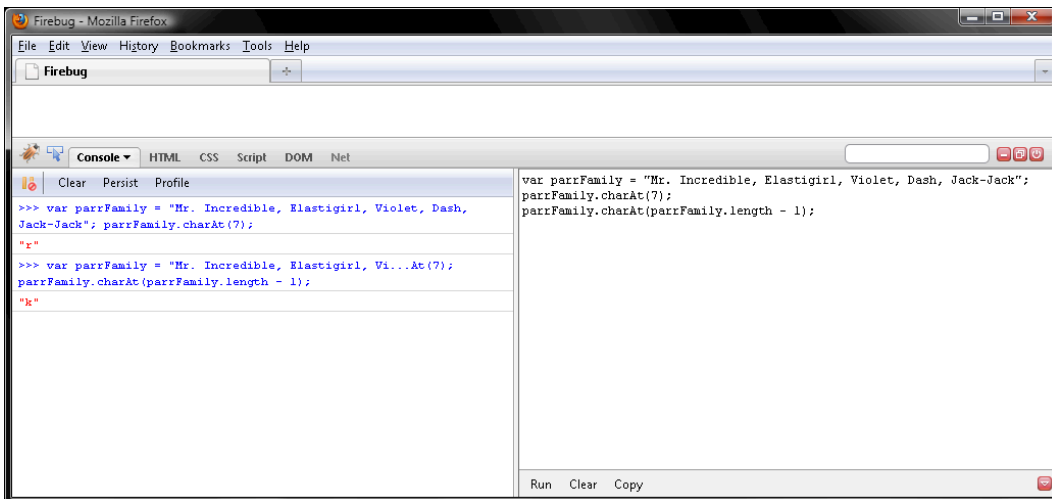 Firebug - Mozilla Firefox
File Edit View History Bookmarks Tools Help
Firebug
Console HTML CSS Script DOM Net
Clear Persist Profile
>>> var parrFamily = "Mr. Incredible, Elastigirl, Violet, Dash,
Jack-Jack"; parrFamily.charAt(7);
"r"
>>> var parrFamily = "Mr. Incredible, Elastigirl, Vi...At(7);
parrFamily.charAt(parrFamily.length - 1);
"k"
var parrFamily = "Mr. Incredible, Elastigirl, Violet, Dash, Jack-Jack";
parrFamily.charAt(7);
parrFamily.charAt(parrFamily.length - 1);
Run Clear Copy